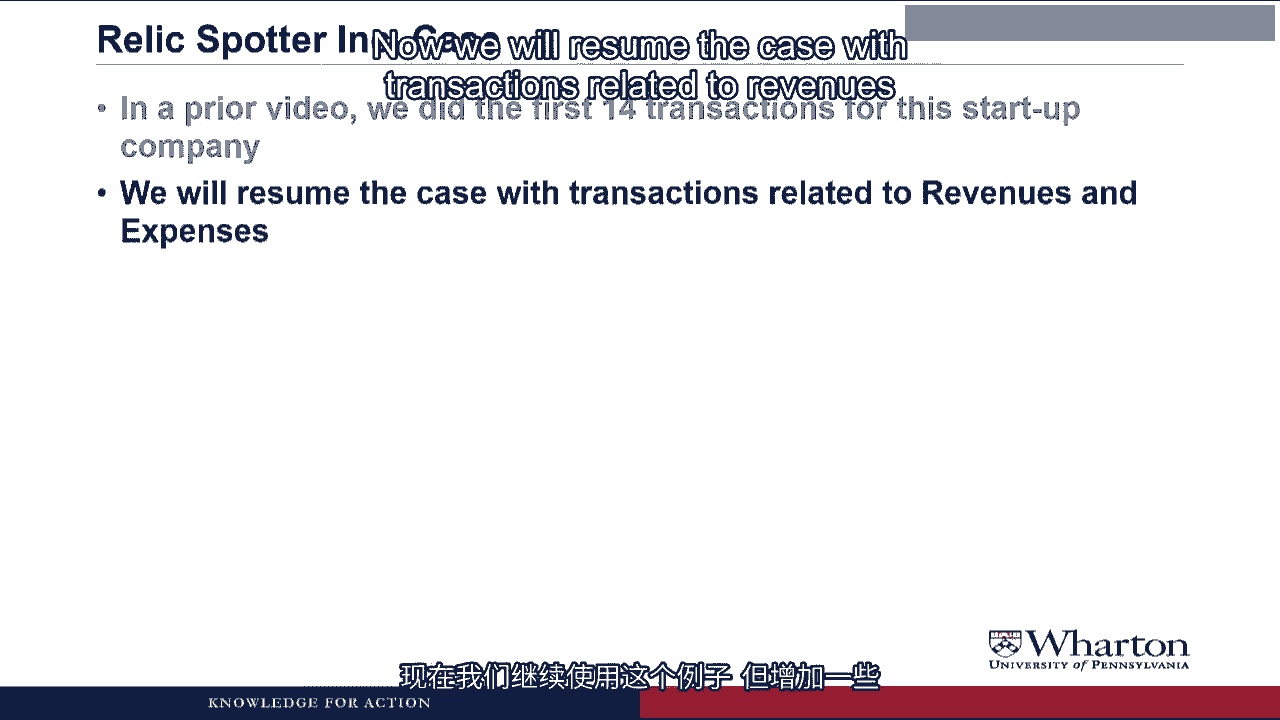 Relic Spotter Inc. Case
Now we will resume the case with
transactions related to revenues
• In a prior video, we did the first 14 transactions for this start-up
company
• We will resume the case with transactions related to Revenues and
Expenses
Wharton
UNIVERSITY of PENNSYLVANIA
现在我们继续使用这个例子 但增加一些
KNOWLEDGE FOR ACTION